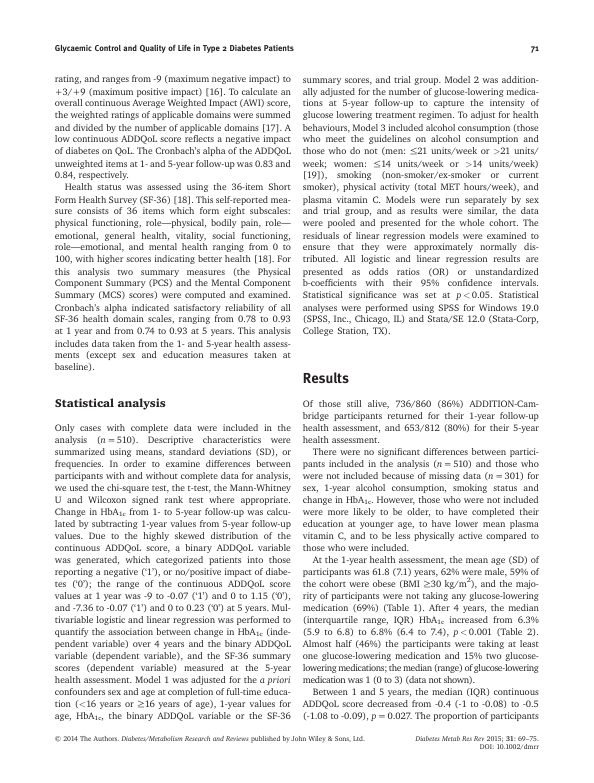 Glycaemic Control and Quality of Life in Type 2 Diabetes Patients
71
rating, and ranges from -9 (maximum negative impact) to
+3/+9 (maximum positive impact) [16]. To calculate an
overall continuous Average Weighted Impact (AWI) score,
the weighted ratings of applicable domains were summed
and divided by the number of applicable domains [17]. A
low continuous ADDQoL score reflects a negative impact
of diabetes on QoL. The Cronbach's alpha of the ADDQoL
unweighted items at 1- and 5-year follow-up was 0.83 and
0.84, respectively.
Health status was assessed using the 36-item Short
Form Health Survey (SF-36) [18]. This self-reported mea-
sure consists of 36 items which form eight subscales:
physical functioning, role—physical, bodily pain, role—
emotional, general health, vitality, social functioning,
role—emotional, and mental health ranging from 0 to
100, with higher scores indicating better health [18]. For
this analysis two summary measures (the Physical
Component Summary (PCS) and the Mental Component
Summary (MCS) scores) were computed and examined.
Cronbach's alpha indicated satisfactory reliability of all
SF-36 health domain scales, ranging from 0.78 to 0.93
at 1 year and from 0.74 to 0.93 at 5 years. This analysis
includes data taken from the 1- and 5-year health assess-
ments (except sex and education measures taken at
baseline).
Statistical analysis
Only cases with complete data were included in the
analysis (n = 510). Descriptive characteristics were
summarized using means, standard deviations (SD), or
frequencies. In order to examine differences between
participants with and without complete data for analysis,
we used the chi-square test, the t-test, the Mann-Whitney
U and Wilcoxon signed rank test where appropriate.
Change in HbA1c from 1- to 5-year follow-up was calcu-
lated by subtracting 1-year values from 5-year follow-up
values. Due to the highly skewed distribution of the
continuous ADDQoL score, a binary ADDQoL variable
was generated, which categorized patients into those
reporting a negative ('1'), or no/positive impact of diabe-
tes ('0'); the range of the continuous ADDQoL score
values at 1 year was -9 to -0.07 ('1') and 0 to 1.15 ('0'),
and -7.36 to -0.07 ('1') and 0 to 0.23 ('0') at 5 years. Mul-
tivariable logistic and linear regression was performed to
quantify the association between change in HbA1c (inde-
pendent variable) over 4 years and the binary ADDQoL
variable (dependent variable), and the SF-36 summary
scores (dependent variable) measured at the 5-year
health assessment. Model 1 was adjusted for the a priori
confounders sex and age at completion of full-time educa-
tion (<16 years or ≥16 years of age), 1-year values for
age, HbA1c, the binary ADDQoL variable or the SF-36
summary scores, and trial group. Model 2 was addition-
ally adjusted for the number of glucose-lowering medica-
tions at 5-year follow-up to capture the intensity of
glucose lowering treatment regimen. To adjust for health
behaviours, Model 3 included alcohol consumption (those
who meet the guidelines on alcohol consumption and
those who do not (men: ≤21 units/week or >21 units/
week; women: ≤14 units/week or >14 units/week)
[19]), smoking (non-smoker/ex-smoker or current
smoker), physical activity (total MET hours/week), and
plasma vitamin C. Models were run separately by sex
and trial group, and as results were similar, the data
were pooled and presented for the whole cohort. The
residuals of linear regression models were examined to
ensure that they were approximately normally dis-
tributed. All logistic and linear regression results are
presented as odds ratios (OR) or unstandardized
b-coefficients with their 95% confidence intervals.
Statistical significance was set at p < 0.05. Statistical
analyses were performed using SPSS for Windows 19.0
(SPSS, Inc., Chicago, IL) and Stata/SE 12.0 (Stata-Corp,
College Station, TX).
Results
Of those still alive, 736/860 (86%) ADDITION-Cam-
bridge participants returned for their 1-year follow-up
health assessment, and 653/812 (80%) for their 5-year
health assessment.
There were no significant differences between partici-
pants included in the analysis (n = 510) and those who
were not included because of missing data (n = 301) for
sex, 1-year alcohol consumption, smoking status and
change in HbA1c. However, those who were not included
were more likely to be older, to have completed their
education at younger age, to have lower mean plasma
vitamin C, and to be less physically active compared to
those who were included.
At the 1-year health assessment, the mean age (SD) of
participants was 61.8 (7.1) years, 62% were male, 59% of
the cohort were obese (BMI ≥30 kg/m²), and the majo-
rity of participants were not taking any glucose-lowering
medication (69%) (Table 1). After 4 years, the median
(interquartile range, IQR) HbA1c increased from 6.3%
(5.9 to 6.8) to 6.8% (6.4 to 7.4), p < 0.001 (Table 2).
Almost half (46%) the participants were taking at least
one glucose-lowering medication and 15% two glucose-
lowering medications; the median (range) of glucose-lowering
medication was 1 (0 to 3) (data not shown).
Between 1 and 5 years, the median (IQR) continuous
ADDQoL score decreased from -0.4 (-1 to -0.08) to -0.5
(-1.08 to -0.09), p = 0.027. The proportion of participants
© 2014 The Authors. Diabetes/Metabolism Research and Reviews published by John Wiley & Sons, Ltd.
Diabetes Metab Res Rev 2015; 31: 69–75.
DOI: 10.1002/dmrr